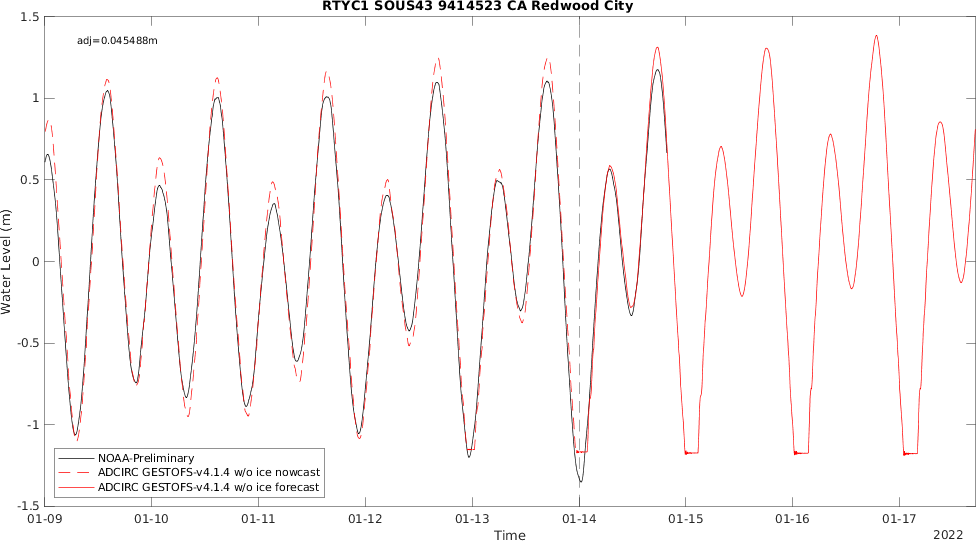 RTYC1 SOUS43 9414523 CA Redwood City
adj=0.045488m
1.5
1
0.5
0
-0.5
-1
-1.5
Water Level (m)
NOAA-Preliminary
ADCIRC GESTOFS-v4.1.4 w/o ice nowcast
ADCIRC GESTOFS-v4.1.4 w/o ice forecast
01-09 01-10 01-11 01-12 01-13 01-14 01-15 01-16 01-17
Time
2022